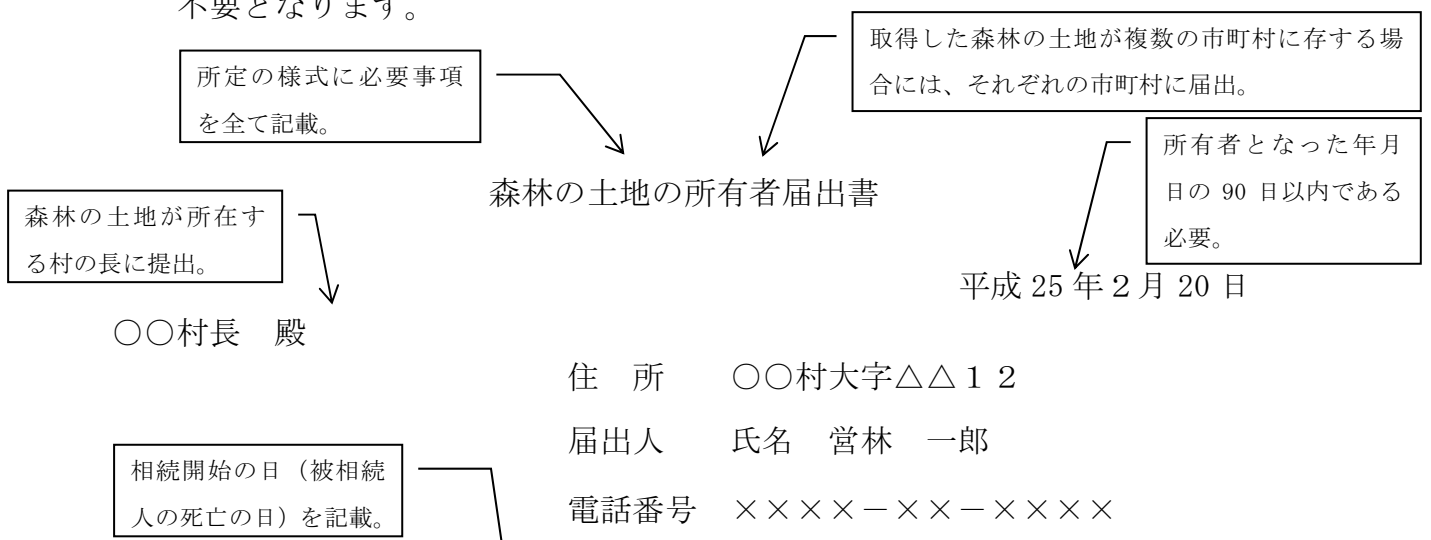 不要となります。
取得した森林の土地が複数の市町村に存する場
合には、それぞれの市町村に届出。
所定の様式に必要事項
を全て記載。
所有者となった年月
日の 90 日以内である
必要。
森林の土地の所有者届出書
森林の土地が所在す
る村の長に提出。
平成 25 年２月 20 日
○○村長　殿
住　所　　○○村大字△△１２
届出人　　氏名　営林　一郎
相続開始の日（被相続
人の死亡の日）を記載。
電話番号　××××－××－××××